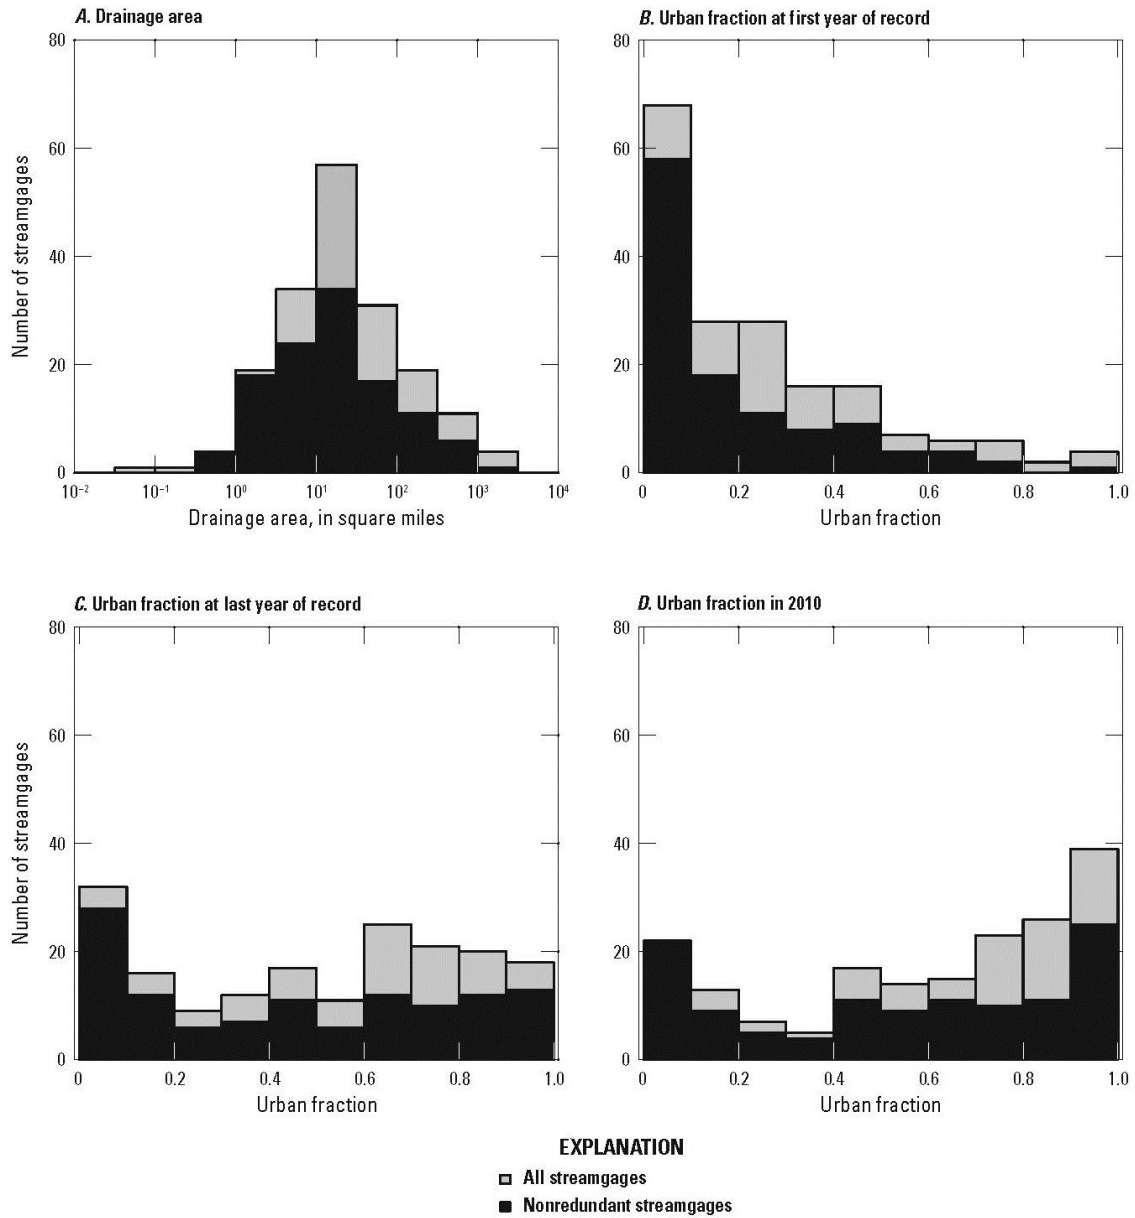 A. Drainage area
80
60
40
20
0
Number of streamgages
10⁻² 10⁻¹ 10⁰ 10¹ 10² 10³ 10⁴
Drainage area, in square miles
B. Urban fraction at first year of record
80
60
40
20
0
0 0.2 0.4 0.6 0.8 1.0
Urban fraction
C. Urban fraction at last year of record
80
60
40
20
0
Number of streamgages
0 0.2 0.4 0.6 0.8 1.0
Urban fraction
D. Urban fraction in 2010
80
60
40
20
0
0 0.2 0.4 0.6 0.8 1.0
Urban fraction
EXPLANATION
All streamgages
Nonredundant streamgages